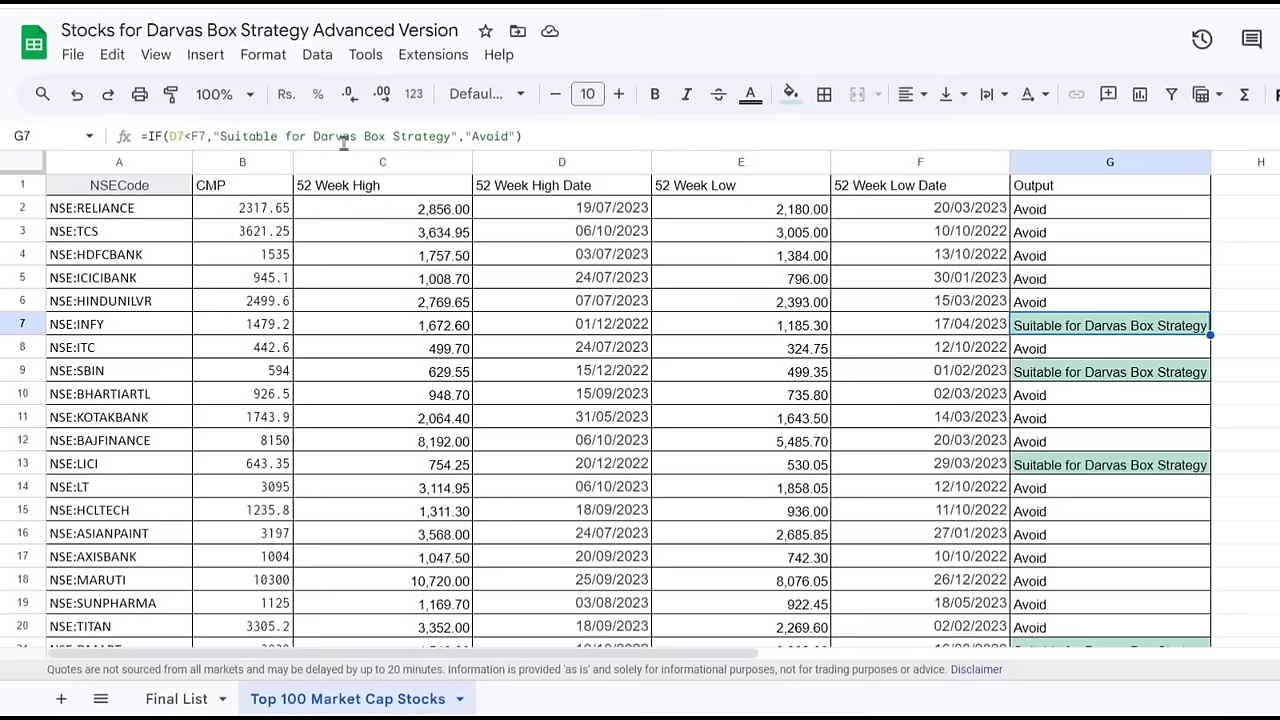 Stocks for Darvas Box Strategy Advanced Version
File Edit View Insert Format Data Tools Extensions Help
100% Rs. % .0 .00 123 Defaul... 10 B I A
G7 fx =IF(D7<F7,"Suitable for Darvas Box Strategy","Avoid")
A B C D E F G H
1 NSECode CMP 52 Week High 52 Week High Date 52 Week Low 52 Week Low Date Output
2 NSE:RELIANCE 2317.65 2,856.00 19/07/2023 2,180.00 20/03/2023 Avoid
3 NSE:TCS 3621.25 3,634.95 06/10/2023 3,005.00 10/10/2022 Avoid
4 NSE:HDFCBANK 1535 1,757.50 03/07/2023 1,384.00 13/10/2022 Avoid
5 NSE:ICICIBANK 945.1 1,008.70 24/07/2023 796.00 30/01/2023 Avoid
6 NSE:HINDUNILVR 2499.6 2,769.65 07/07/2023 2,393.00 15/03/2023 Avoid
7 NSE:INFY 1479.2 1,672.60 01/12/2022 1,185.30 17/04/2023 Suitable for Darvas Box Strategy
8 NSE:ITC 442.6 499.70 24/07/2023 324.75 12/10/2022 Avoid
9 NSE:SBIN 594 629.55 15/12/2022 499.35 01/02/2023 Suitable for Darvas Box Strategy
10 NSE:BHARTIARTL 926.5 948.70 15/09/2023 735.80 02/03/2023 Avoid
11 NSE:KOTAKBANK 1743.9 2,064.40 31/05/2023 1,643.50 14/03/2023 Avoid
12 NSE:BAJFINANCE 8150 8,192.00 06/10/2023 5,485.70 20/03/2023 Avoid
13 NSE:LICI 643.35 754.25 20/12/2022 530.05 29/03/2023 Suitable for Darvas Box Strategy
14 NSE:LT 3095 3,114.95 06/10/2023 1,858.05 12/10/2022 Avoid
15 NSE:HCLTECH 1235.8 1,311.30 18/09/2023 936.00 11/10/2022 Avoid
16 NSE:ASIANPAINT 3197 3,568.00 24/07/2023 2,685.85 27/01/2023 Avoid
17 NSE:AXISBANK 1004 1,047.50 20/09/2023 742.30 10/10/2022 Avoid
18 NSE:MARUTI 10300 10,720.00 25/09/2023 8,076.05 26/12/2022 Avoid
19 NSE:SUNPHARMA 1125 1,169.70 03/08/2023 922.45 18/05/2023 Avoid
20 NSE:TITAN 3305.2 3,352.00 18/09/2023 2,269.60 02/02/2023 Avoid
Quotes are not sourced from all markets and may be delayed by up to 20 minutes. Information is provided 'as is' and solely for informational purposes, not for trading purposes or advice. Disclaimer
Final List Top 100 Market Cap Stocks